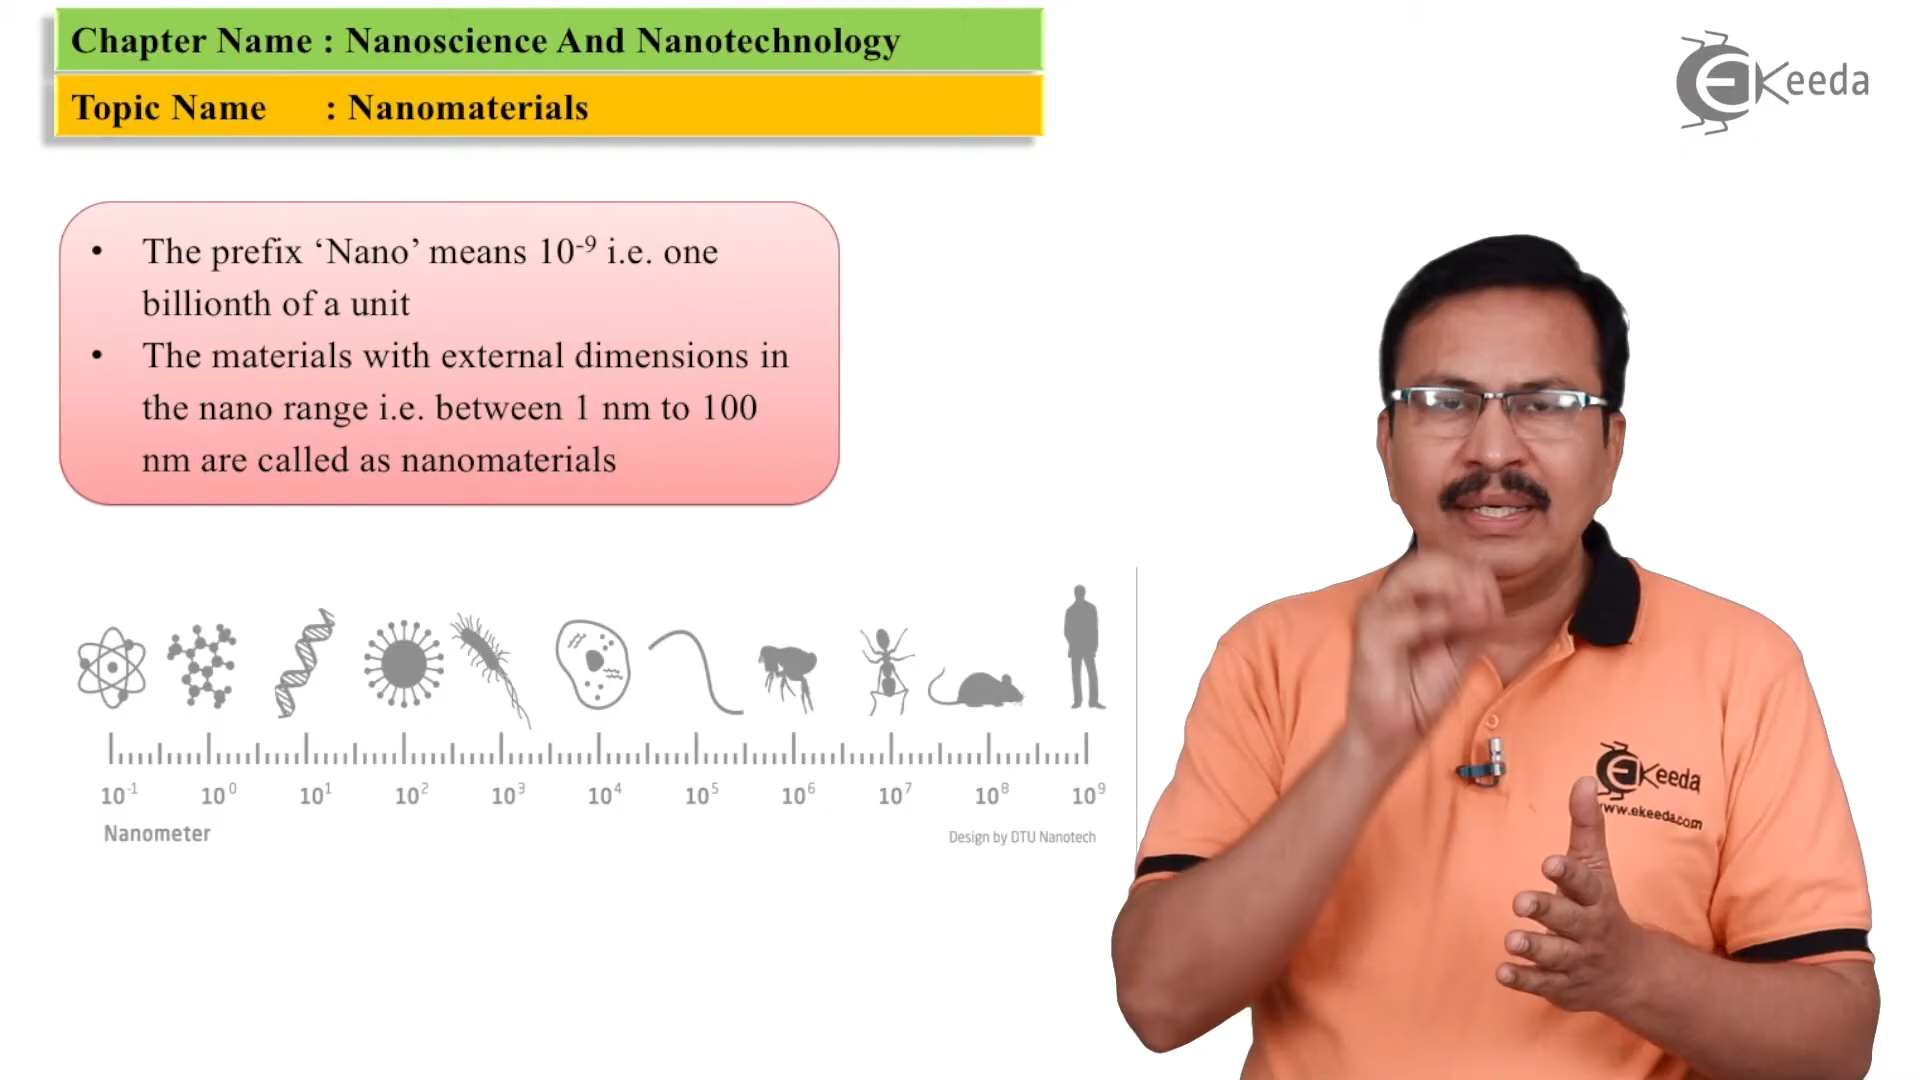 Chapter Name : Nanoscience And Nanotechnology
Topic Name : Nanomaterials
Keeda
• The prefix ‘Nano’ means 10⁻⁹ i.e. one
billionth of a unit
• The materials with external dimensions in
the nano range i.e. between 1 nm to 100
nm are called as nanomaterials
10⁻¹ 10⁰ 10¹ 10² 10³ 10⁴ 10⁵ 10⁶ 10⁷ 10⁸ 10⁹
Nanometer
Design by DTU Nanotech
Keeda
www.ekeeda.com